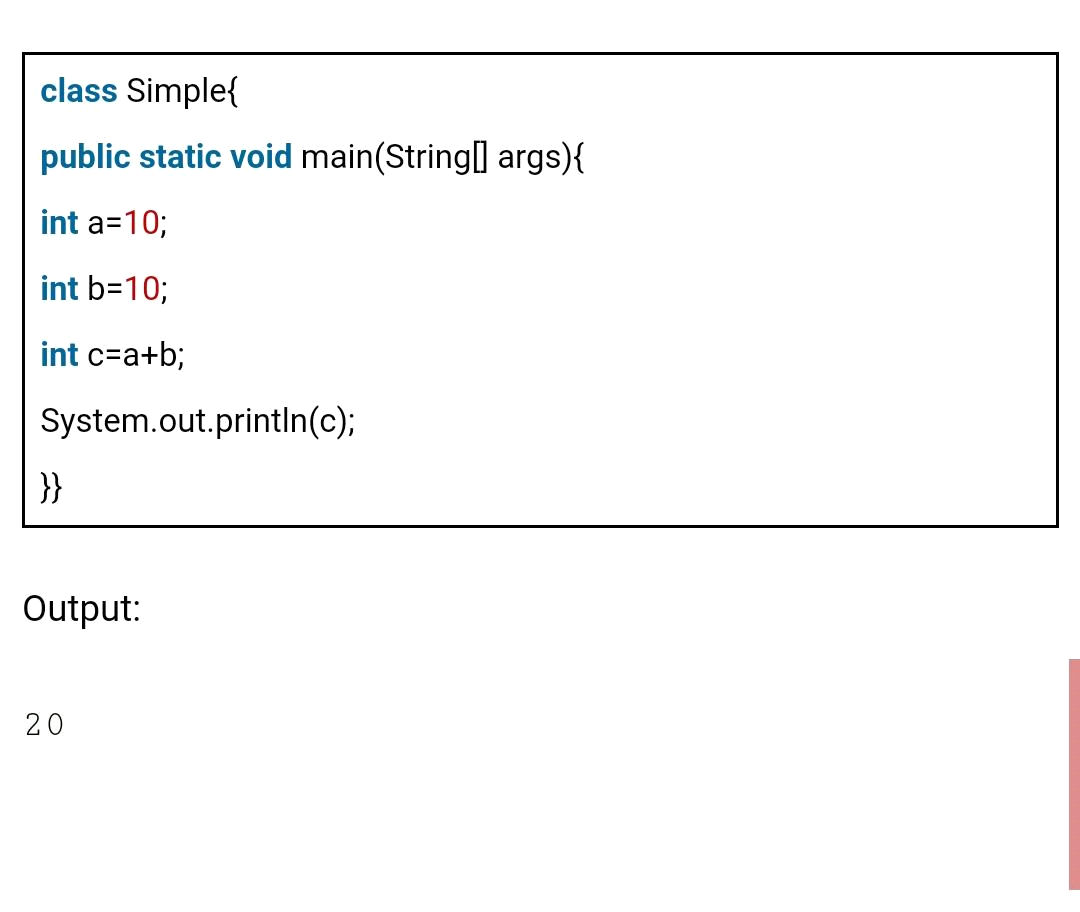 class Simple{
public static void main(String[] args){
int a=10;
int b=10;
int c=a+b;
System.out.println(c);
}}
Output:
20